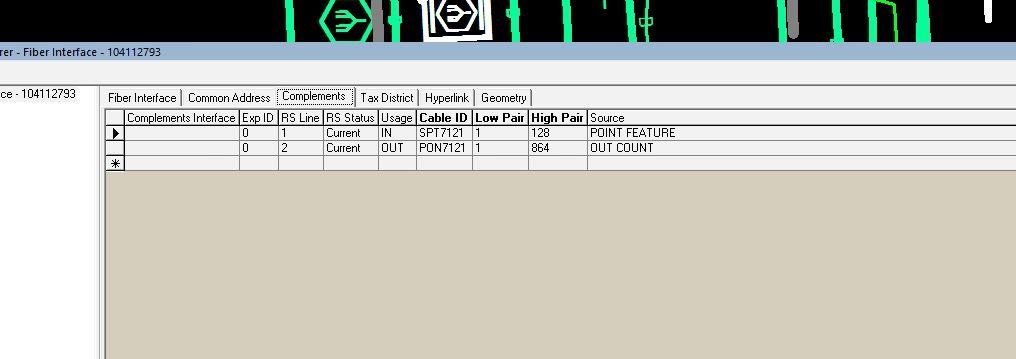 rer - Fiber Interface - 104112793
ce - 104112793
Fiber Interface Common Address Complements Tax District Hyperlink Geometry
Complements Interface Exp ID RS Line RS Status Usage Cable ID Low Pair High Pair Source
0 1 Current IN SPT7121 1 128 POINT FEATURE
0 2 Current OUT PON7121 1 864 OUT COUNT